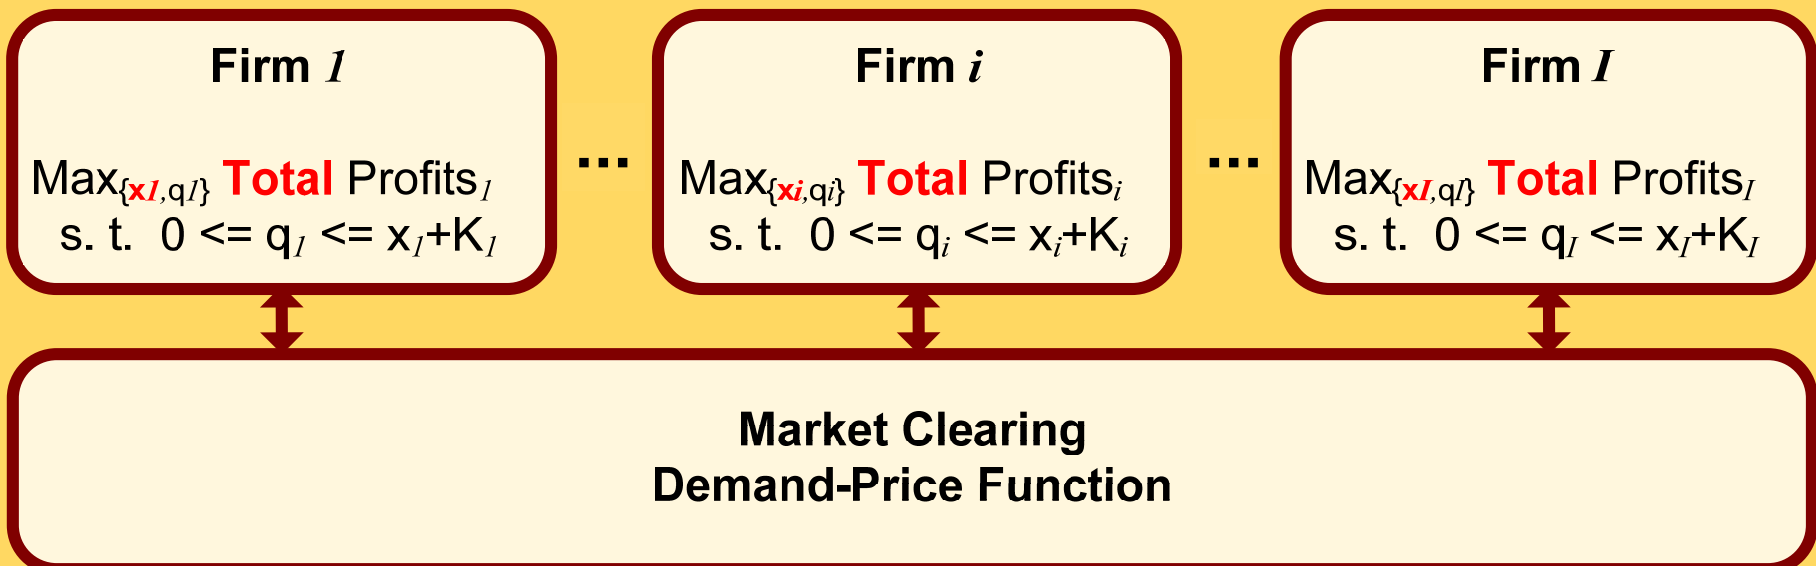 Firm 1
Max{x1,q1} Total Profits1
s. t. 0 <= q1 <= x1+K1
...
Firm i
Max{xi,qi} Total Profitsi
s. t. 0 <= qi <= xi+Ki
...
Firm I
Max{xI,qI} Total ProfitsI
s. t. 0 <= qI <= xI+KI
Market Clearing
Demand-Price Function